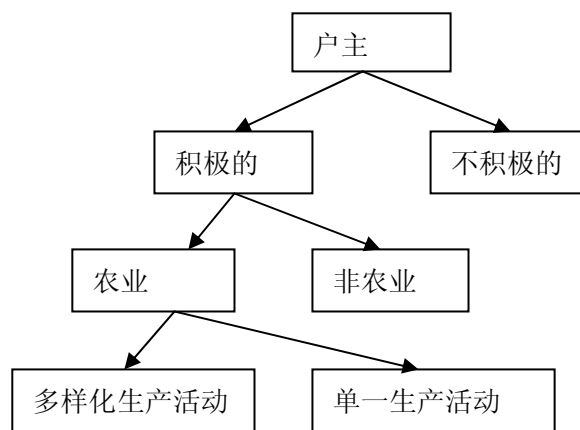 户主
积极的
不积极的
农业
非农业
多样化生产活动
单一生产活动